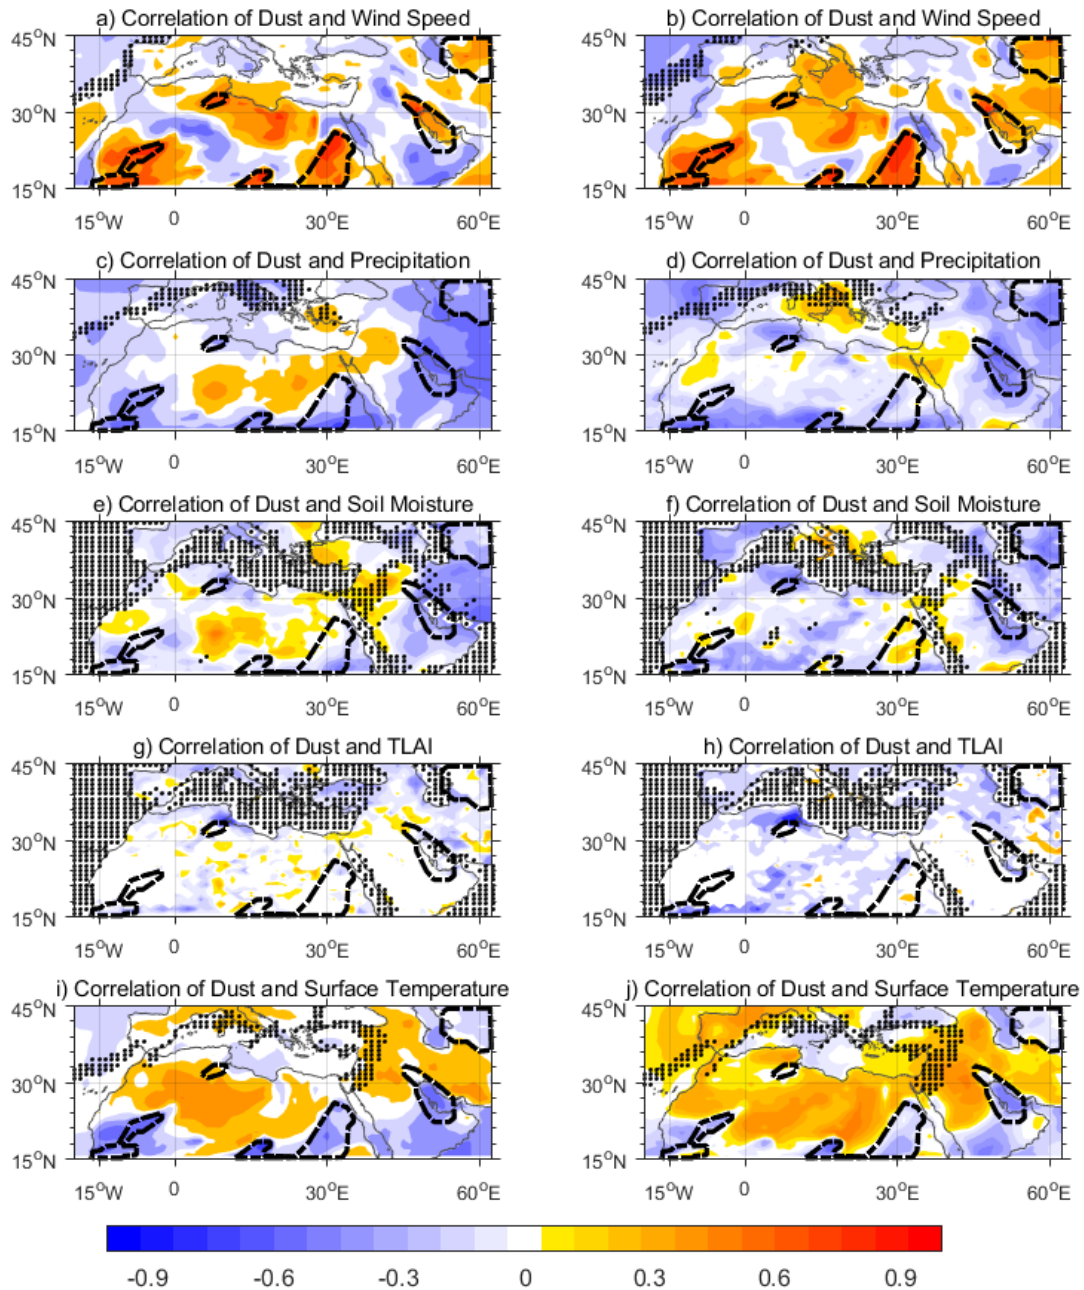 a) Correlation of Dust and Wind Speed
b) Correlation of Dust and Wind Speed
45°N
30°N
15°N
15°W 0 30°E 60°E
45°N
30°N
15°N
15°W 0 30°E 60°E
c) Correlation of Dust and Precipitation
d) Correlation of Dust and Precipitation
45°N
30°N
15°N
15°W 0 30°E 60°E
45°N
30°N
15°N
15°W 0 30°E 60°E
e) Correlation of Dust and Soil Moisture
f) Correlation of Dust and Soil Moisture
45°N
30°N
15°N
15°W 0 30°E 60°E
45°N
30°N
15°N
15°W 0 30°E 60°E
g) Correlation of Dust and TLAI
h) Correlation of Dust and TLAI
45°N
30°N
15°N
15°W 0 30°E 60°E
45°N
30°N
15°N
15°W 0 30°E 60°E
i) Correlation of Dust and Surface Temperature
j) Correlation of Dust and Surface Temperature
45°N
30°N
15°N
15°W 0 30°E 60°E
45°N
30°N
15°N
15°W 0 30°E 60°E
-0.9 -0.6 -0.3 0 0.3 0.6 0.9